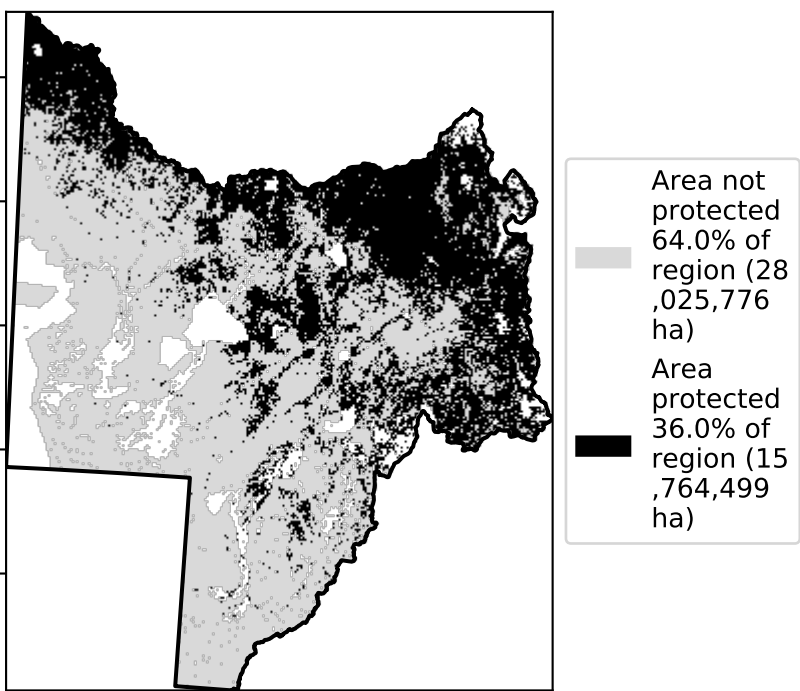 Area not
protected
64.0% of
region (28
,025,776
ha)
Area
protected
36.0% of
region (15
,764,499
ha)